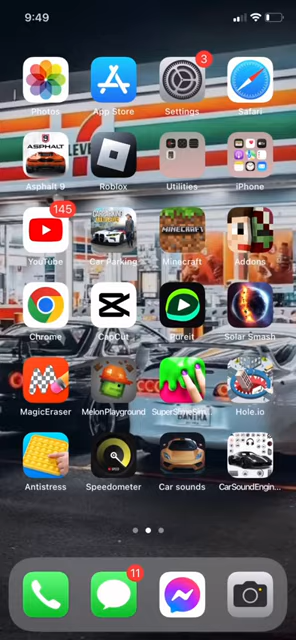 9:49
3
Photos
App Store
Settings
Safari
ASPHALT
Asphalt 9
Roblox
Utilities
iPhone
145
MINECRAFT
YouTube
Car Parking
Minecraft
Addons
Chrome
CapCut
Pureit
Solar Smash
MagicEraser
MelonPlayground
SuperSlimeSim...
Hole.io
Antistress
Speedometer
Car sounds
CarSoundEngin...
11